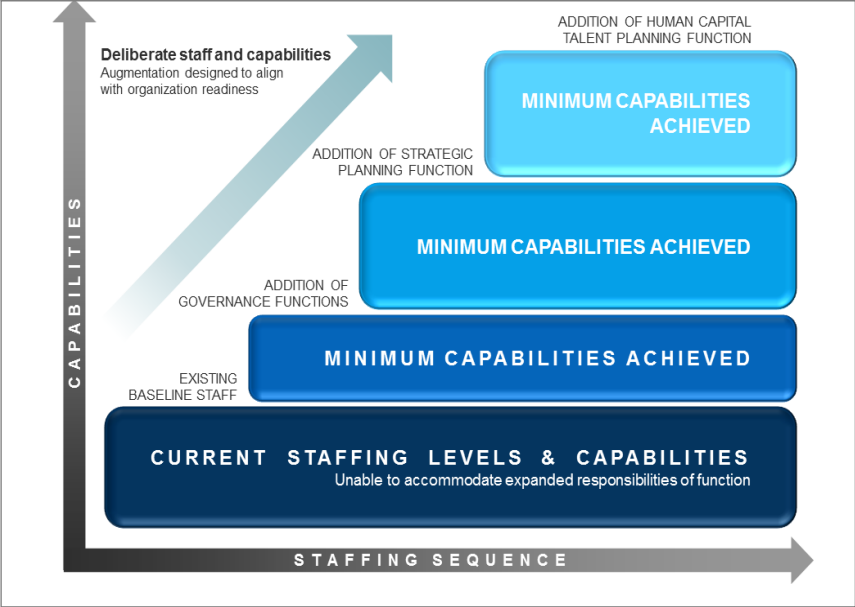 ADDITION OF HUMAN CAPITAL
TALENT PLANNING FUNCTION
Deliberate staff and capabilities
Augmentation designed to align
with organization readiness
MINIMUM CAPABILITIES
ACHIEVED
ADDITION OF STRATEGIC
PLANNING FUNCTION
MINIMUM CAPABILITIES ACHIEVED
ADDITION OF
GOVERNANCE FUNCTIONS
MINIMUM CAPABILITIES ACHIEVED
EXISTING
BASELINE STAFF
CURRENT STAFFING LEVELS & CAPABILITIES
Unable to accommodate expanded responsibilities of function
CAPABILITIES
STAFFING SEQUENCE